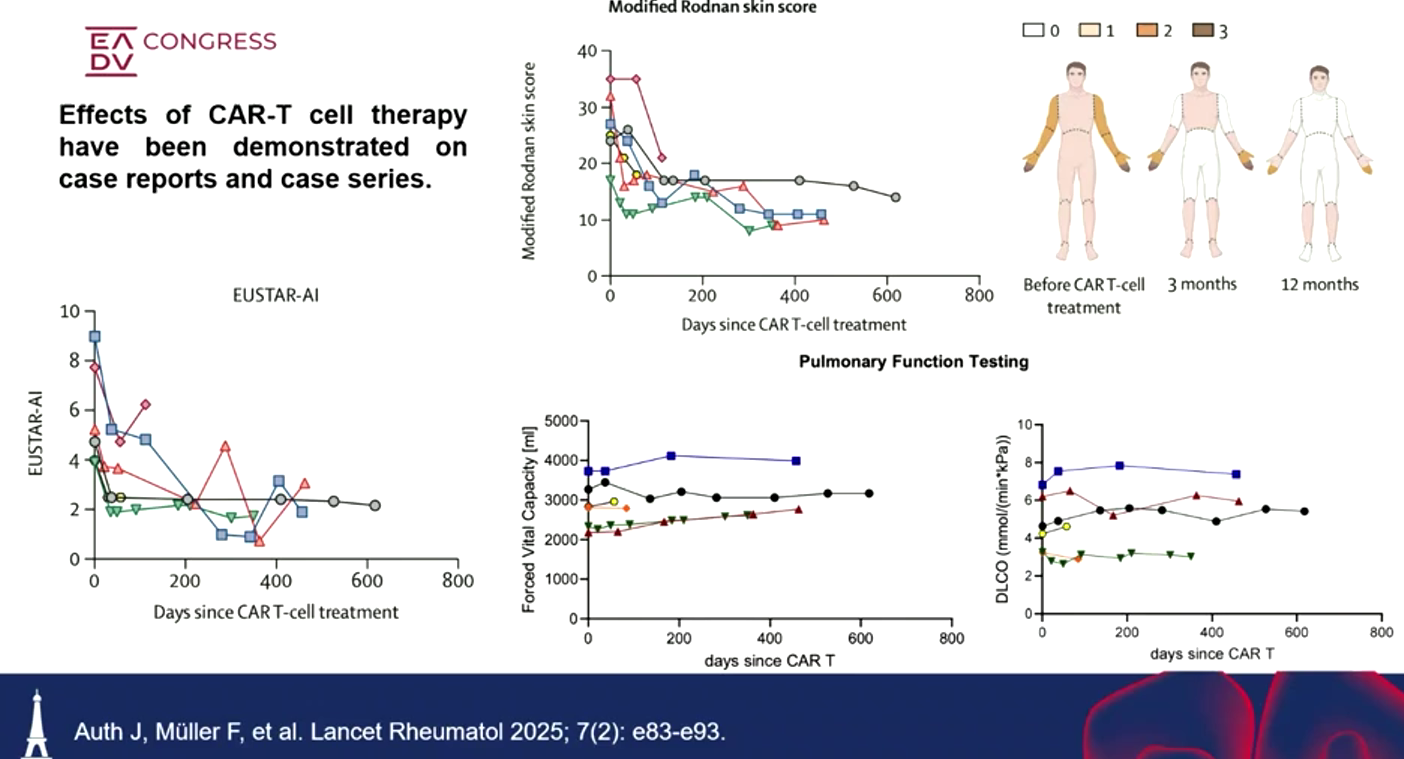 EADV CONGRESS
Effects of CAR-T cell therapy
have been demonstrated on
case reports and case series.
Modified Rodnan skin score
Modified Rodnan skin score
40
30
20
10
0
0 200 400 600 800
Days since CAR T-cell treatment
0 1 2 3
Before CAR T-cell
treatment
3 months
12 months
EUSTAR-AI
EUSTAR-AI
10
8
6
4
2
0
0 200 400 600 800
Days since CAR T-cell treatment
Pulmonary Function Testing
Forced Vital Capacity [ml]
5000
4000
3000
2000
1000
0
0 200 400 600 800
days since CAR T
DLCO (mmol/(min*kPa))
10
8
6
4
2
0
0 200 400 600 800
days since CAR T
Auth J, Müller F, et al. Lancet Rheumatol 2025; 7(2): e83-e93.